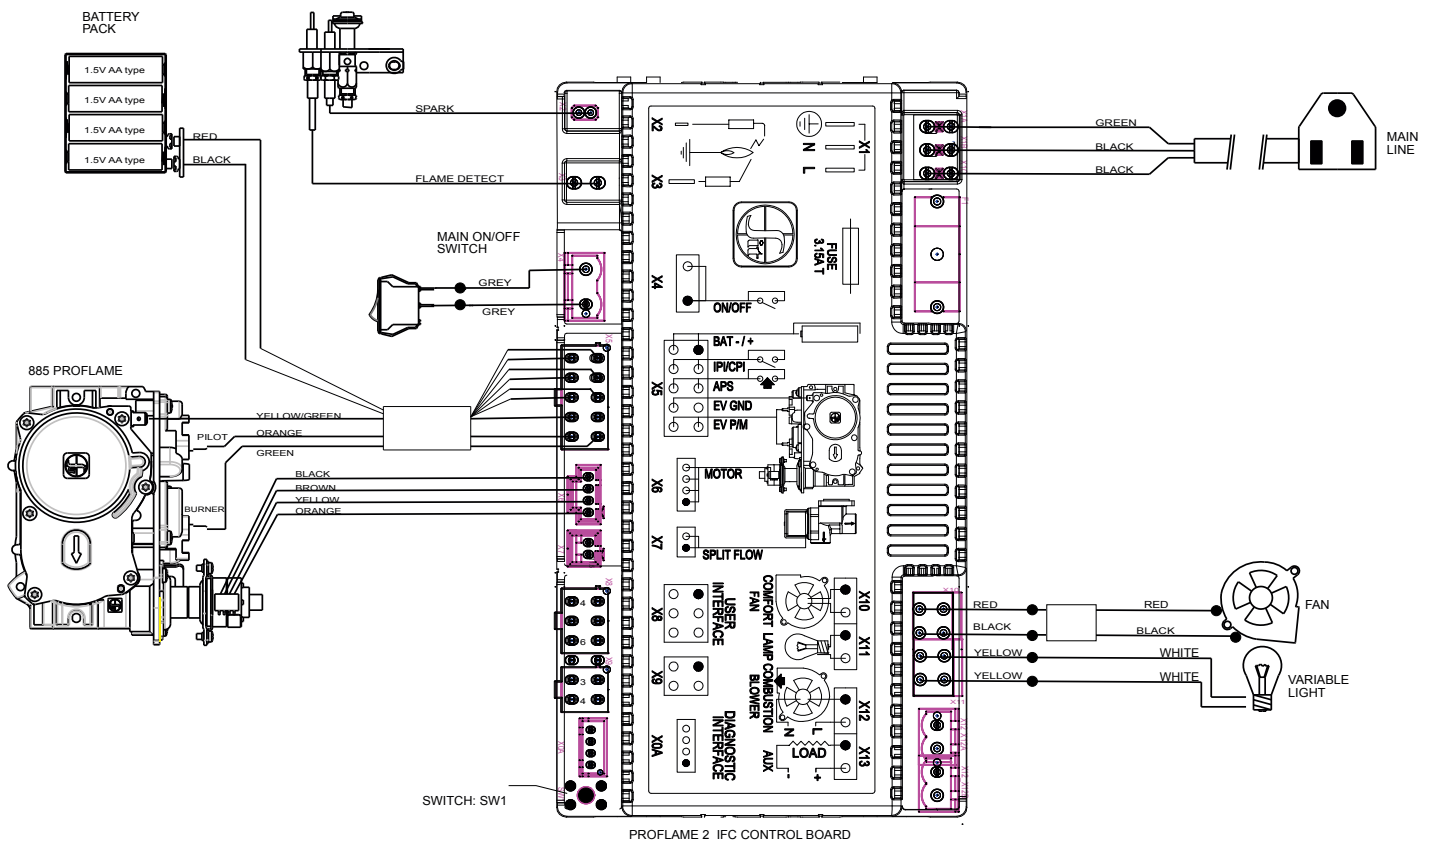 BATTERY
PACK
1.5V AA type
1.5V AA type
1.5V AA type
1.5V AA type
RED
BLACK
SPARK
FLAME DETECT
MAIN ON/OFF
SWITCH
GREY
GREY
885 PROFLAME
YELLOW/GREEN
PILOT
ORANGE
GREEN
BLACK
BROWN
YELLOW
ORANGE
BURNER
SWITCH: SW1
X2
X3
X1
N
L
FUSE
3.15A T
X4
ON/OFF
X5
BAT - / +
IPI/CPI
APS
EV GND
EV P/M
X6
MOTOR
X7
SPLIT FLOW
X8
USER
INTERFACE
X9
X0A
DIAGNOSTIC
INTERFACE
COMFORT
FAN
X10
LAMP
X11
COMBUSTION
BLOWER
X12
N
L
AUX
LOAD
- +
X13
4
6
3
4
GREEN
BLACK
BLACK
MAIN
LINE
RED
RED
BLACK
BLACK
FAN
YELLOW
WHITE
YELLOW
WHITE
VARIABLE
LIGHT
PROFLAME 2 IFC CONTROL BOARD